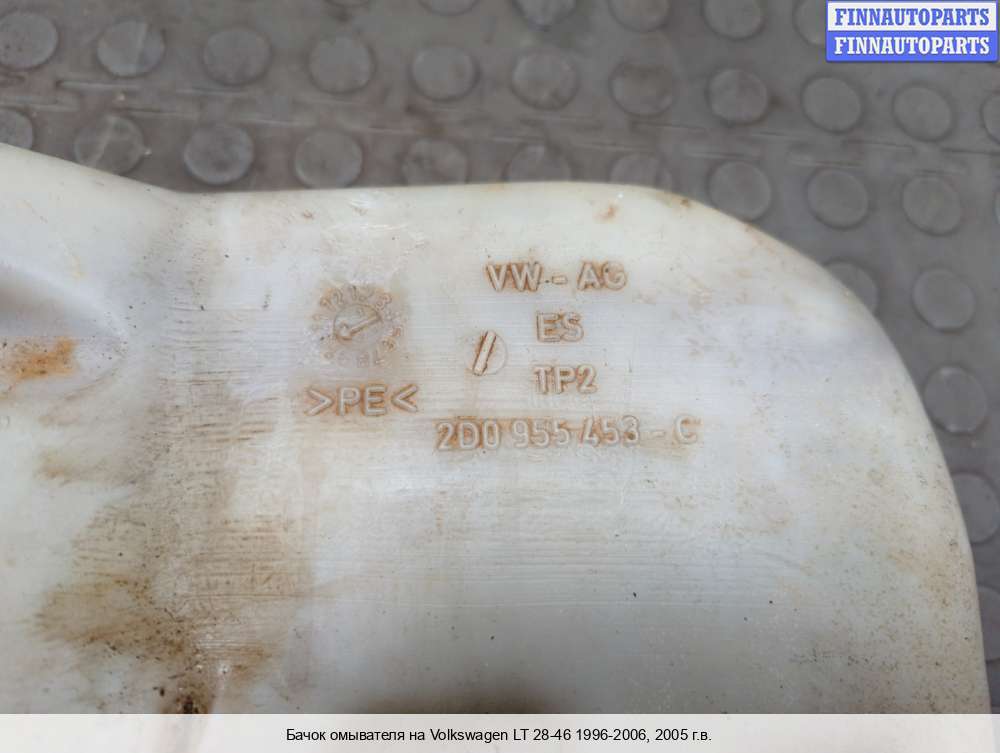 FINNAUTOPARTS
FINNAUTOPARTS
VW - AG
ES
TP2
>PE<
2D0 955 453 - C
Бачок омывателя на Volkswagen LT 28-46 1996-2006, 2005 г.в.